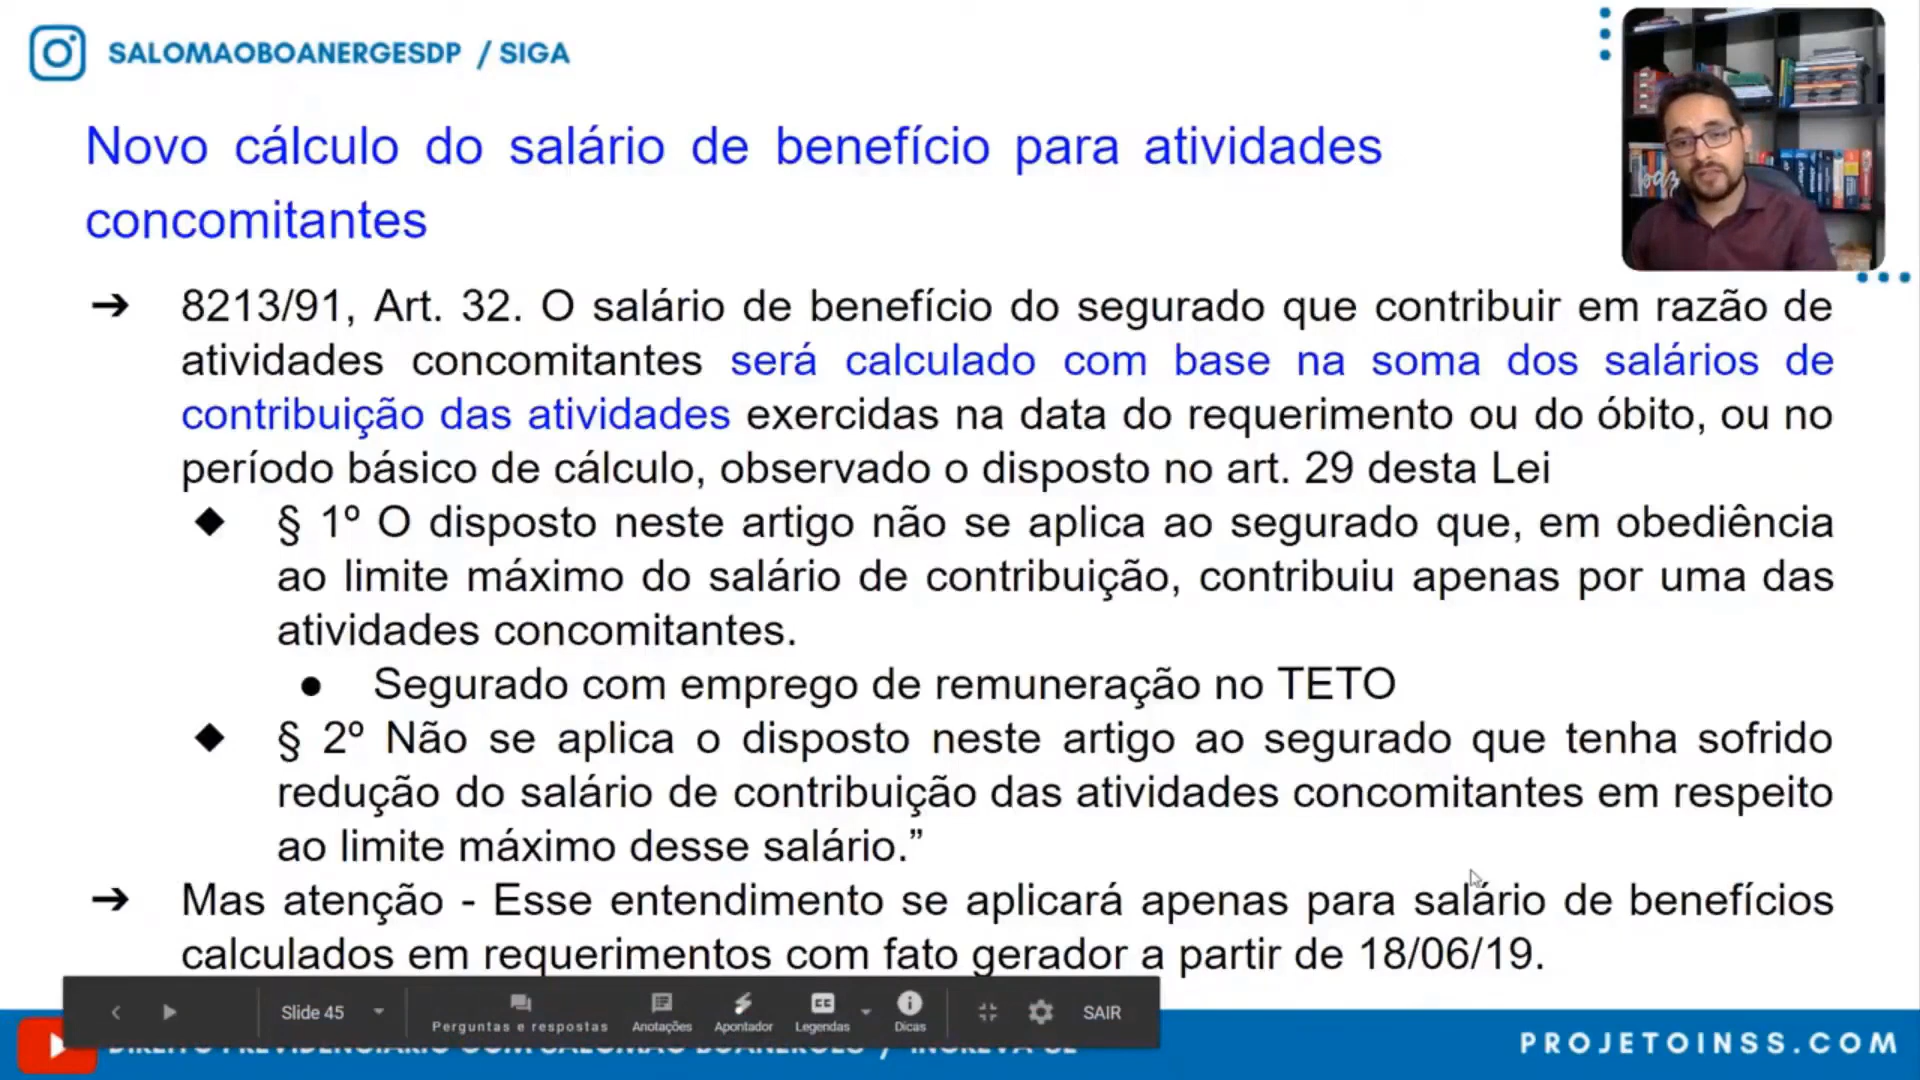 SALOMAOBOANERGESDP / SIGA
Novo cálculo do salário de benefício para atividades
concomitantes
➔ 8213/91, Art. 32. O salário de benefício do segurado que contribuir em razão de
atividades concomitantes será calculado com base na soma dos salários de
contribuição das atividades exercidas na data do requerimento ou do óbito, ou no
período básico de cálculo, observado o disposto no art. 29 desta Lei
◆ § 1º O disposto neste artigo não se aplica ao segurado que, em obediência
ao limite máximo do salário de contribuição, contribuiu apenas por uma das
atividades concomitantes.
● Segurado com emprego de remuneração no TETO
◆ § 2º Não se aplica o disposto neste artigo ao segurado que tenha sofrido
redução do salário de contribuição das atividades concomitantes em respeito
ao limite máximo desse salário.”
➔ Mas atenção - Esse entendimento se aplicará apenas para salário de benefícios
calculados em requerimentos com fato gerador a partir de 18/06/19.
Slide 45
Perguntas e respostas
Anotações
Apontador
CC
Legendas
Dicas
SAIR
DIREITO PREVIDENCIÁRIO COM SALOMÃO BOANERGES / INSCREVA-SE
PROJETOINSS.COM